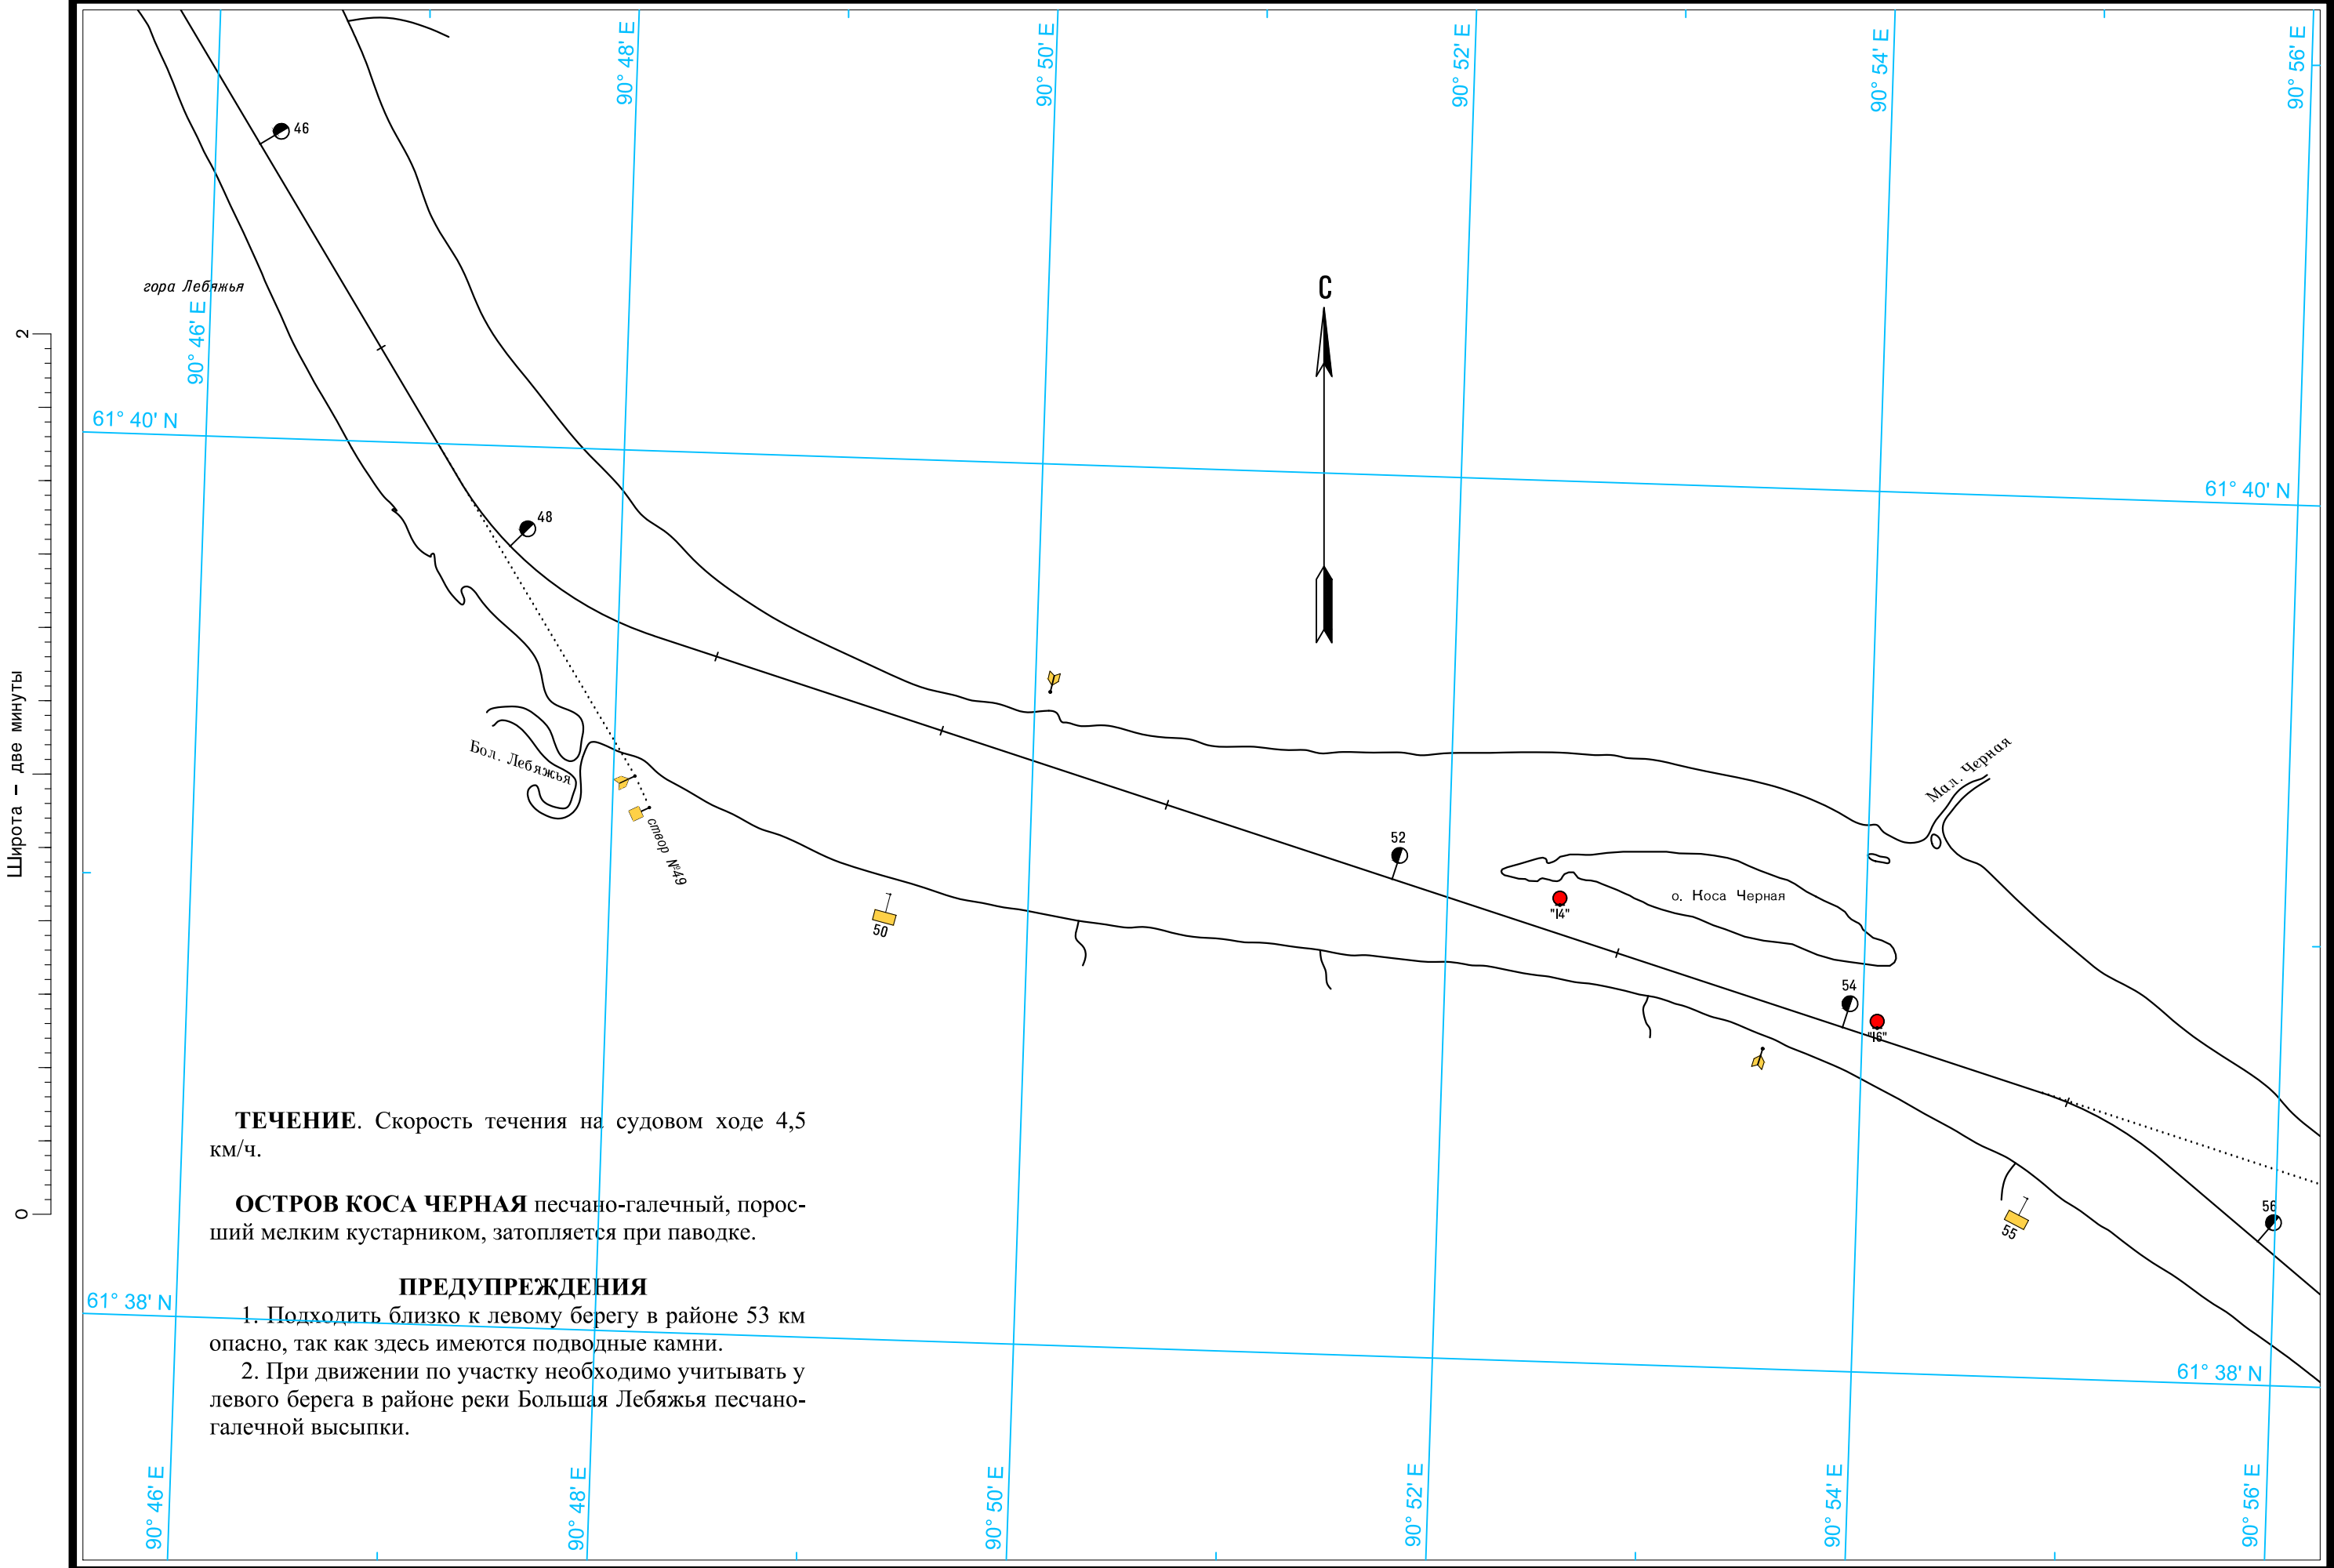 90° 48' E
90° 50' E
90° 52' E
90° 54' E
90° 56' E
46
гора Лебяжья
90° 46' E
С
2
61° 40' N
61° 40' N
48
Широта – две минуты
Бол. Лебяжья
створ №49
Мал. Черная
52
о. Коса Черная
"14"
50
54
"16"
55
56
0
ТЕЧЕНИЕ. Скорость течения на судовом ходе 4,5
км/ч.
ОСТРОВ КОСА ЧЕРНАЯ песчано-галечный, порос-
ший мелким кустарником, затопляется при паводке.
ПРЕДУПРЕЖДЕНИЯ
1. Подходить близко к левому берегу в районе 53 км
опасно, так как здесь имеются подводные камни.
2. При движении по участку необходимо учитывать у
левого берега в районе реки Большая Лебяжья песчано-
галечной высыпки.
61° 38' N
61° 38' N
90° 46' E
90° 48' E
90° 50' E
90° 52' E
90° 54' E
90° 56' E